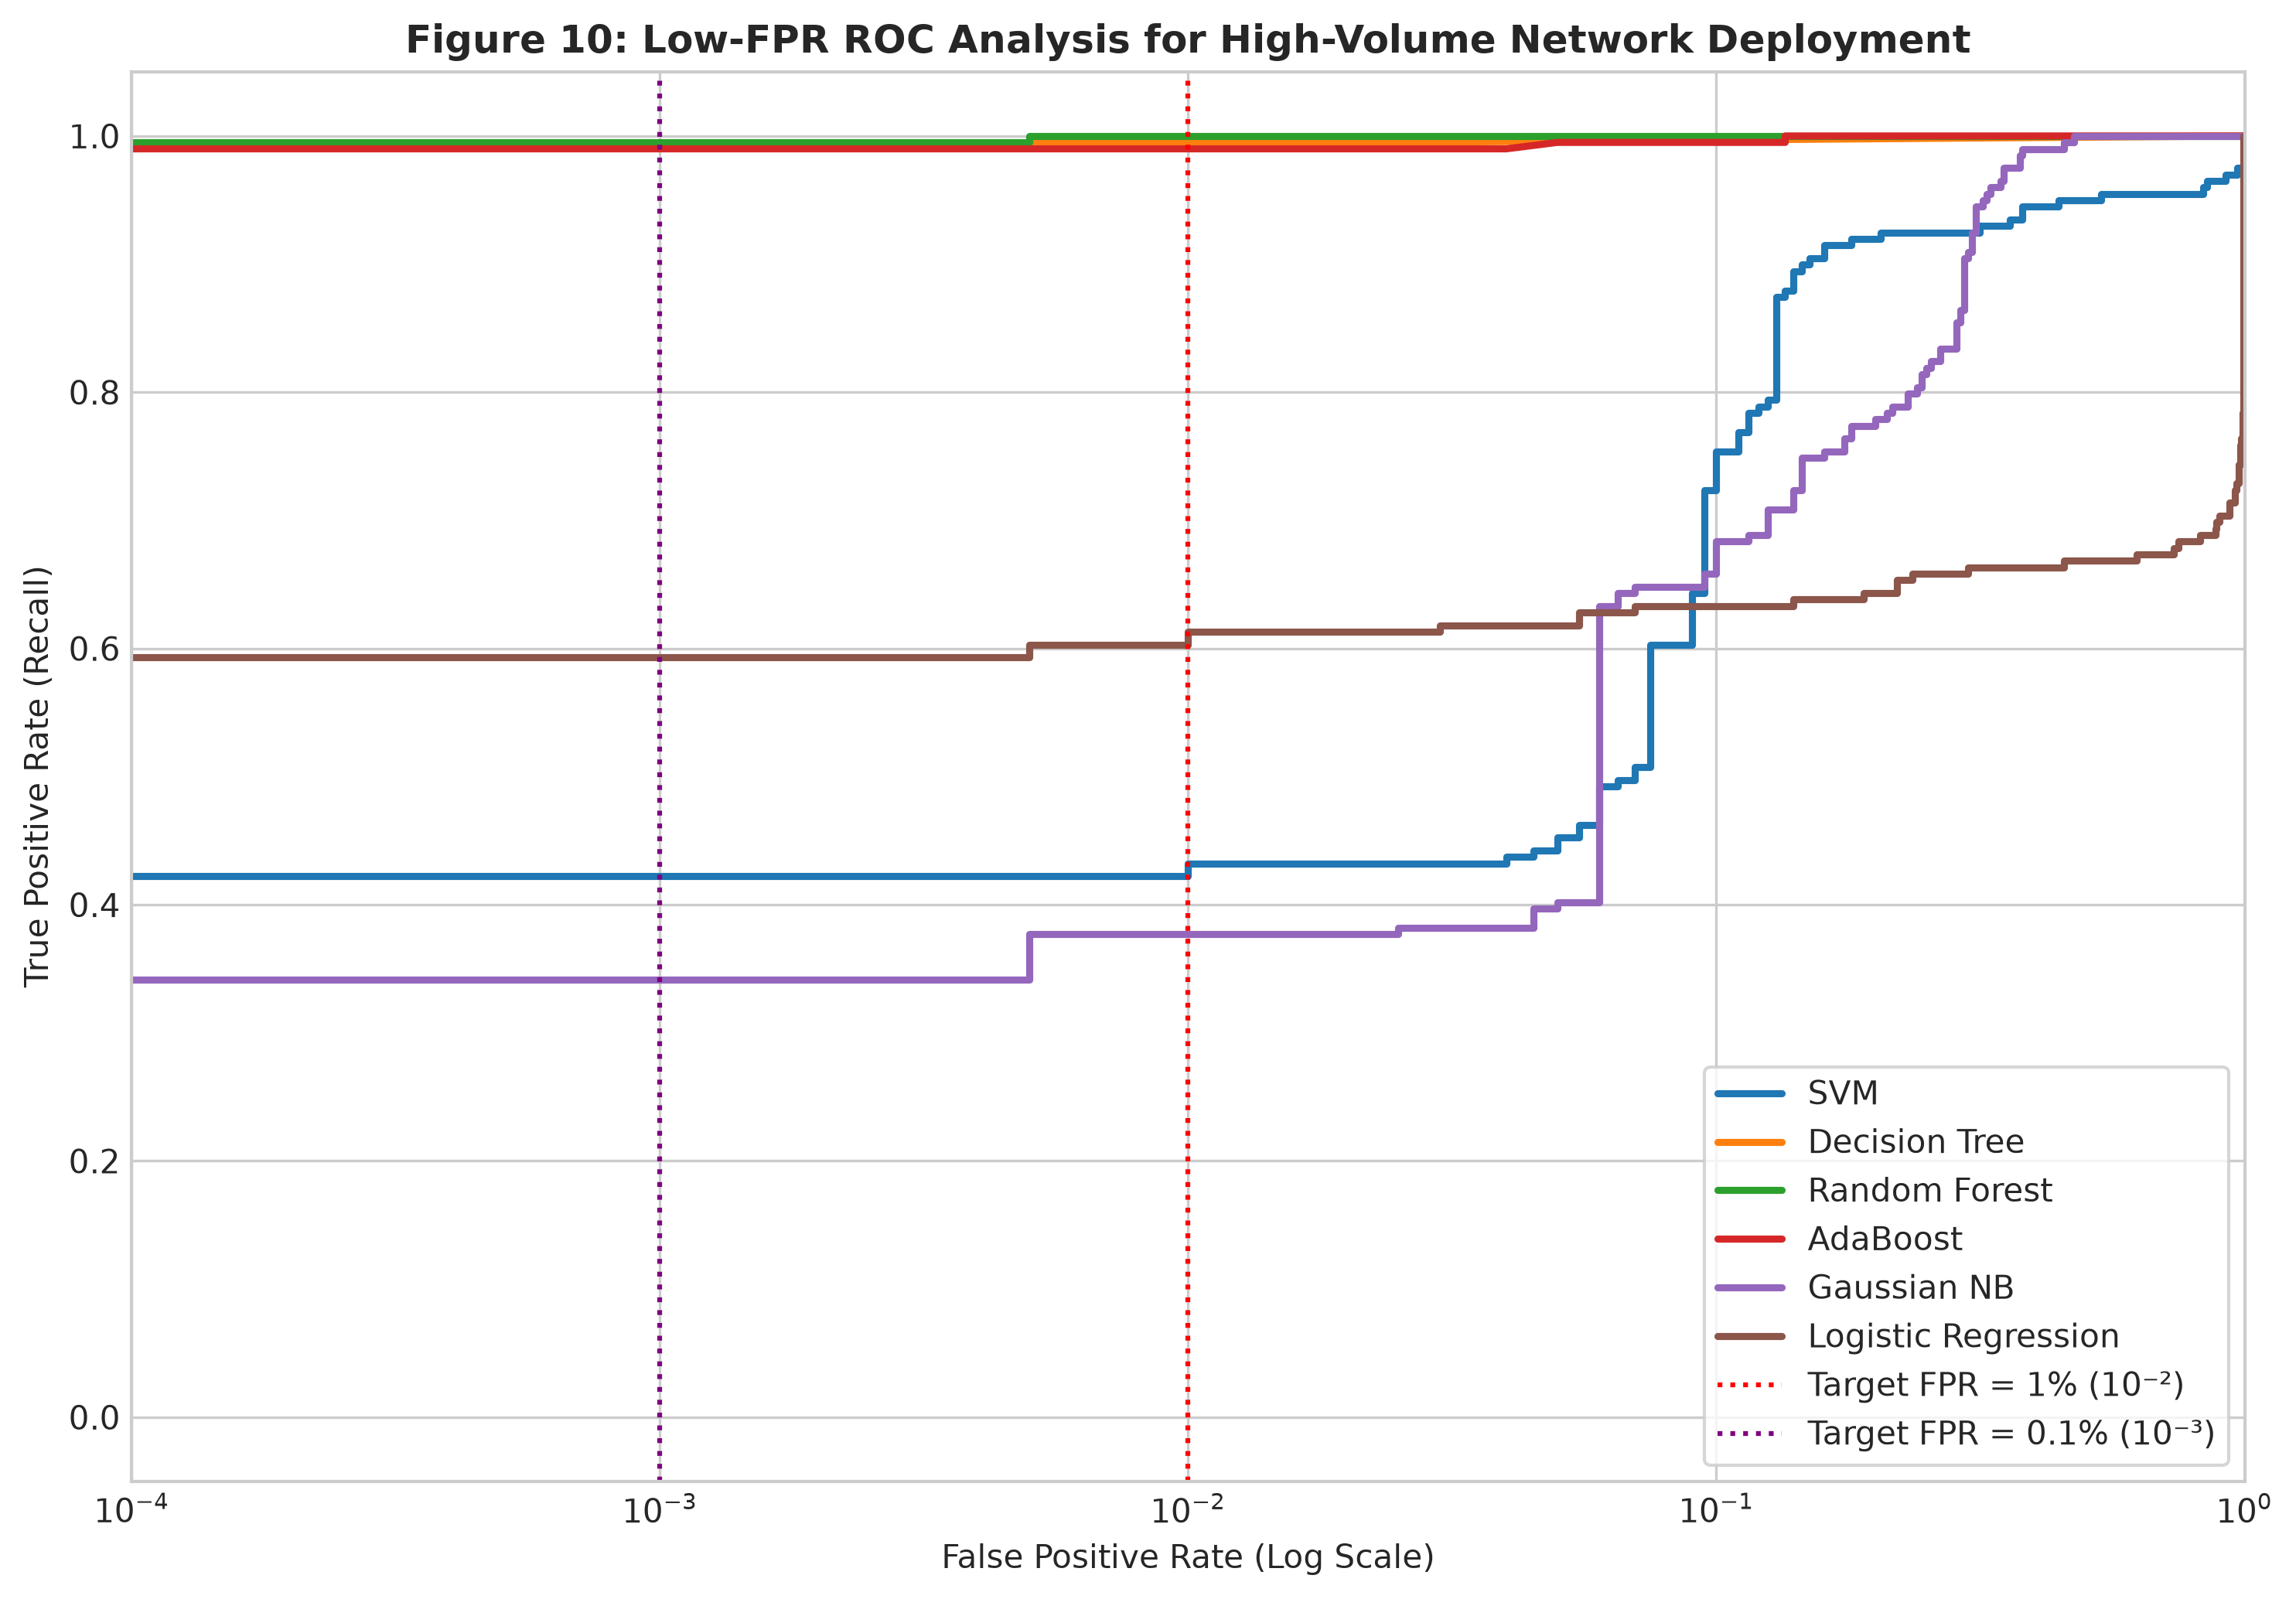 Figure 10: Low-FPR ROC Analysis for High-Volume Network Deployment
True Positive Rate (Recall)
1.0
0.8
0.6
0.4
0.2
0.0
SVM
Decision Tree
Random Forest
AdaBoost
Gaussian NB
Logistic Regression
Target FPR = 1% (10⁻²)
Target FPR = 0.1% (10⁻³)
10⁻⁴ 10⁻³ 10⁻² 10⁻¹ 10⁰
False Positive Rate (Log Scale)